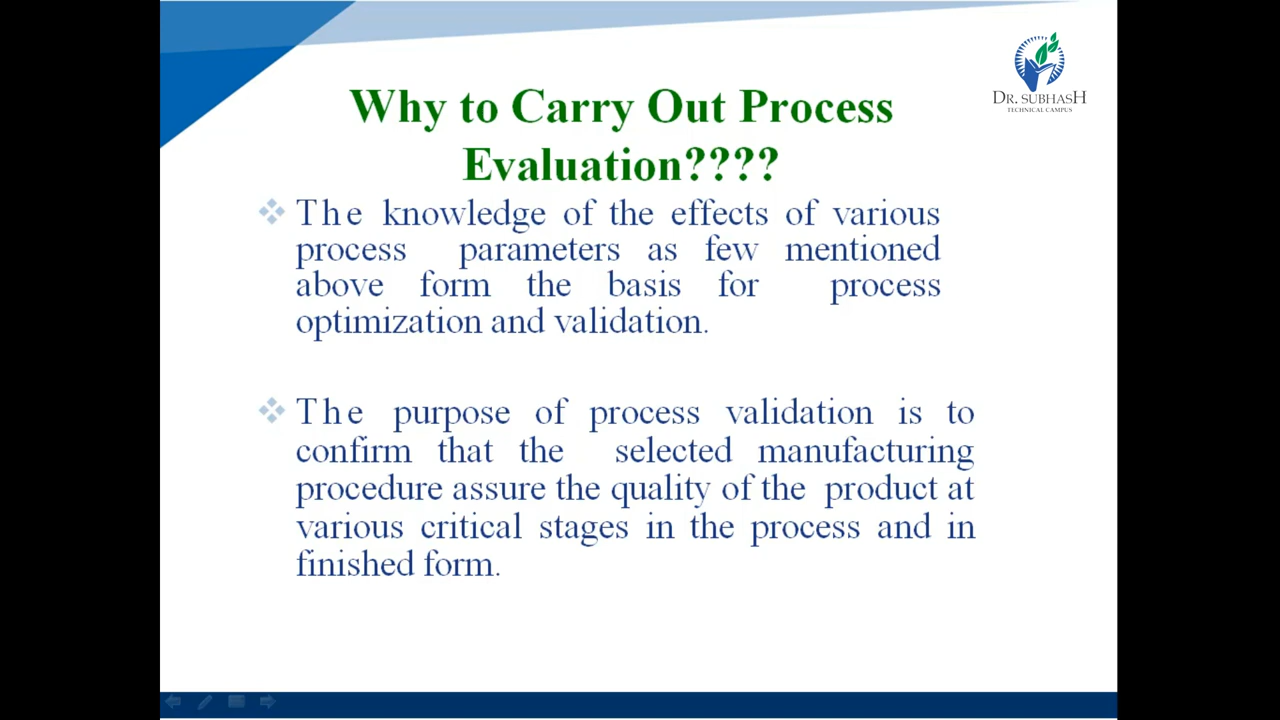 DR. SUBHASH
TECHNICAL CAMPUS
Why to Carry Out Process
Evaluation????
The knowledge of the effects of various
process parameters as few mentioned
above form the basis for process
optimization and validation.
The purpose of process validation is to
confirm that the selected manufacturing
procedure assure the quality of the product at
various critical stages in the process and in
finished form.